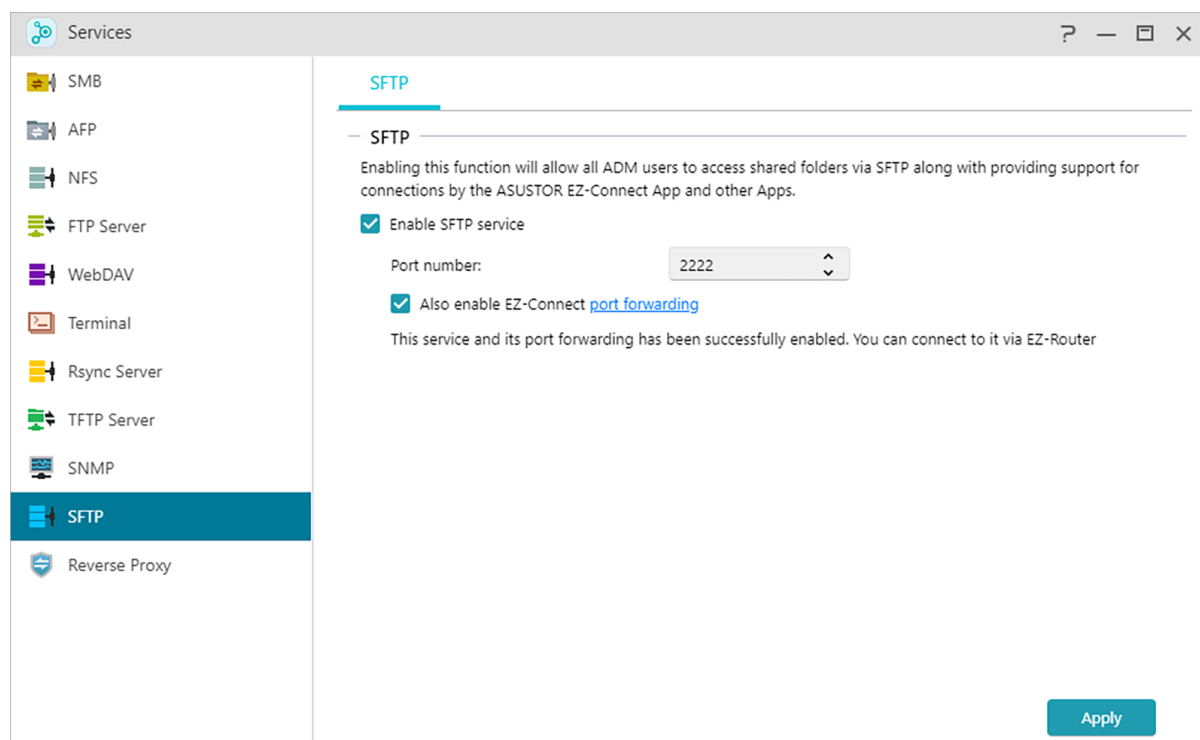 Services
SMB
AFP
NFS
FTP Server
WebDAV
Terminal
Rsync Server
TFTP Server
SNMP
SFTP
Reverse Proxy
SFTP
SFTP
Enabling this function will allow all ADM users to access shared folders via SFTP along with providing support for
connections by the ASUSTOR EZ-Connect App and other Apps.
Enable SFTP service
Port number: 2222
Also enable EZ-Connect port forwarding
This service and its port forwarding has been successfully enabled. You can connect to it via EZ-Router
Apply